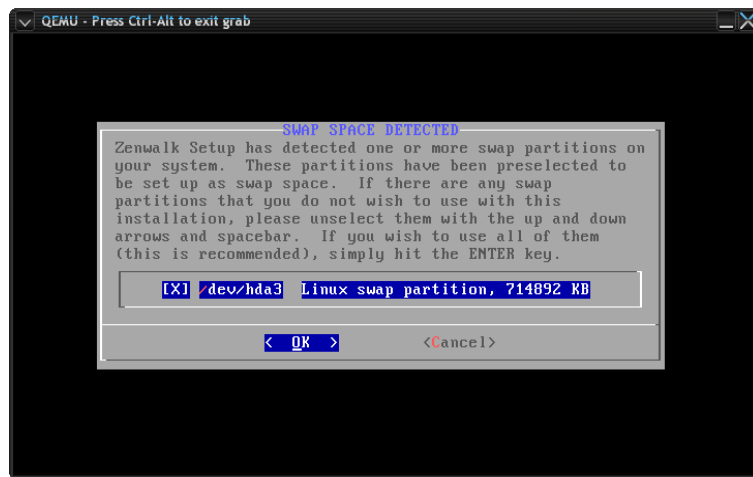 QEMU - Press Ctrl-Alt to exit grab
SWAP SPACE DETECTED
Zenwalk Setup has detected one or more swap partitions on
your system.  These partitions have been preselected to
be set up as swap space.  If there are any swap
partitions that you do not wish to use with this
installation, please unselect them with the up and down
arrows and spacebar.  If you wish to use all of them
(this is recommended), simply hit the ENTER key.
[X] /dev/hda3  Linux swap partition, 714892 KB
<  OK  > <Cancel>